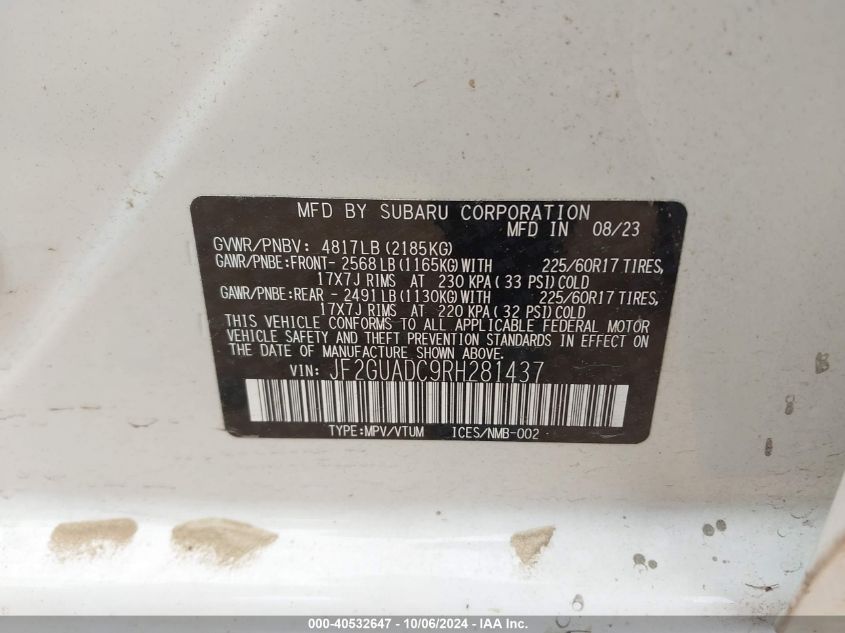 MFD BY SUBARU CORPORATION
MFD IN 08/23
GVWR/PNBV: 4817LB (2185KG)
GAWR/PNBE:FRONT- 2568LB (1165KG)WITH 225/60R17 TIRES,
17X7J RIMS AT 230 KPA( 33 PSI)COLD
GAWR/PNBE:REAR - 2491LB (1130KG)WITH 225/60R17 TIRES,
17X7J RIMS AT 220 KPA( 32 PSI)COLD
THIS VEHICLE CONFORMS TO ALL APPLICABLE FEDERAL MOTOR
VEHICLE SAFETY AND THEFT PREVENTION STANDARDS IN EFFECT ON
THE DATE OF MANUFACTURE SHOWN ABOVE.
VIN: JF2GUADC9RH281437
TYPE:MPV/VTUM ICES/NMB-002
000-40532647 - 10/06/2024 - IAA Inc.